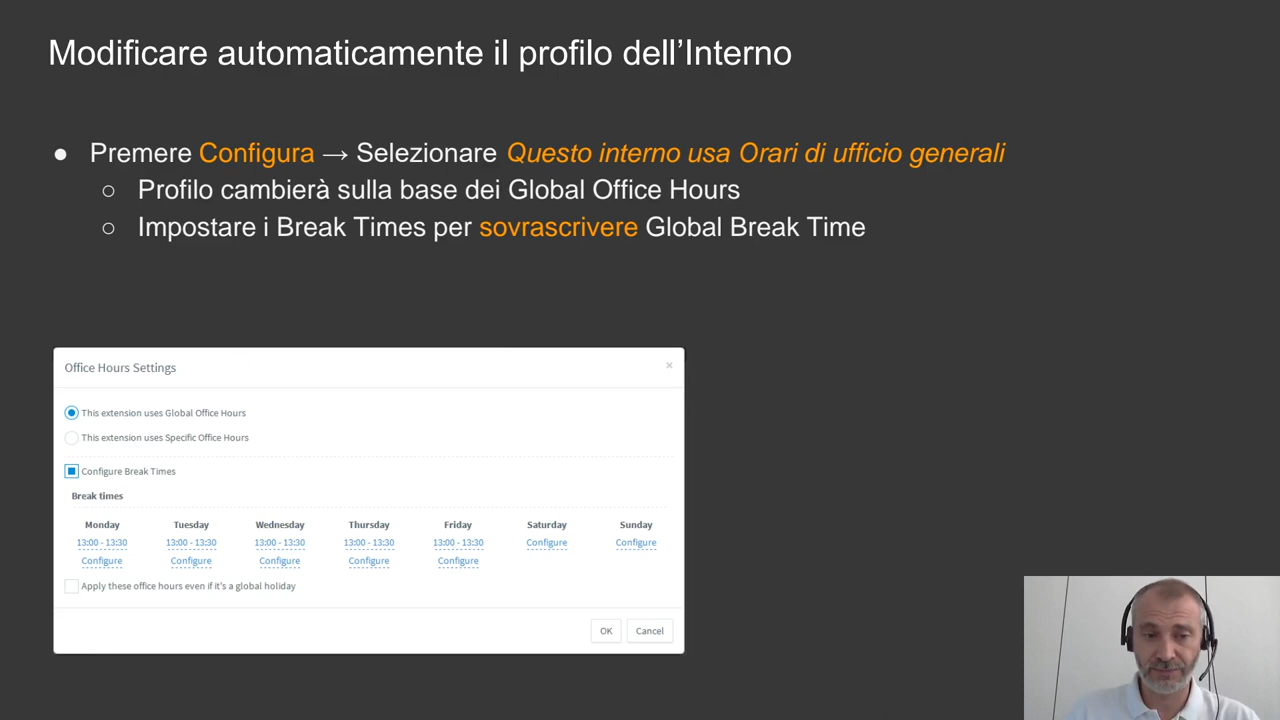 Modificare automaticamente il profilo dell'Interno
● Premere Configura → Selezionare Questo interno usa Orari di ufficio generali
○ Profilo cambierà sulla base dei Global Office Hours
○ Impostare i Break Times per sovrascrivere Global Break Time
Office Hours Settings ×
This extension uses Global Office Hours
This extension uses Specific Office Hours
Configure Break Times
Break times
Monday Tuesday Wednesday Thursday Friday Saturday Sunday
13:00 - 13:30 13:00 - 13:30 13:00 - 13:30 13:00 - 13:30 13:00 - 13:30 Configure Configure
Configure Configure Configure Configure Configure
Apply these office hours even if it's a global holiday
OK Cancel